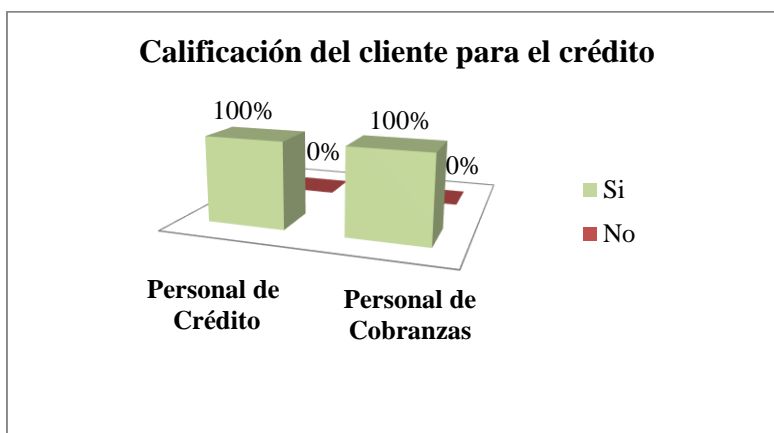 Calificación del cliente para el crédito
100%
0%
100%
0%
Si
No
Personal de
Crédito
Personal de
Cobranzas